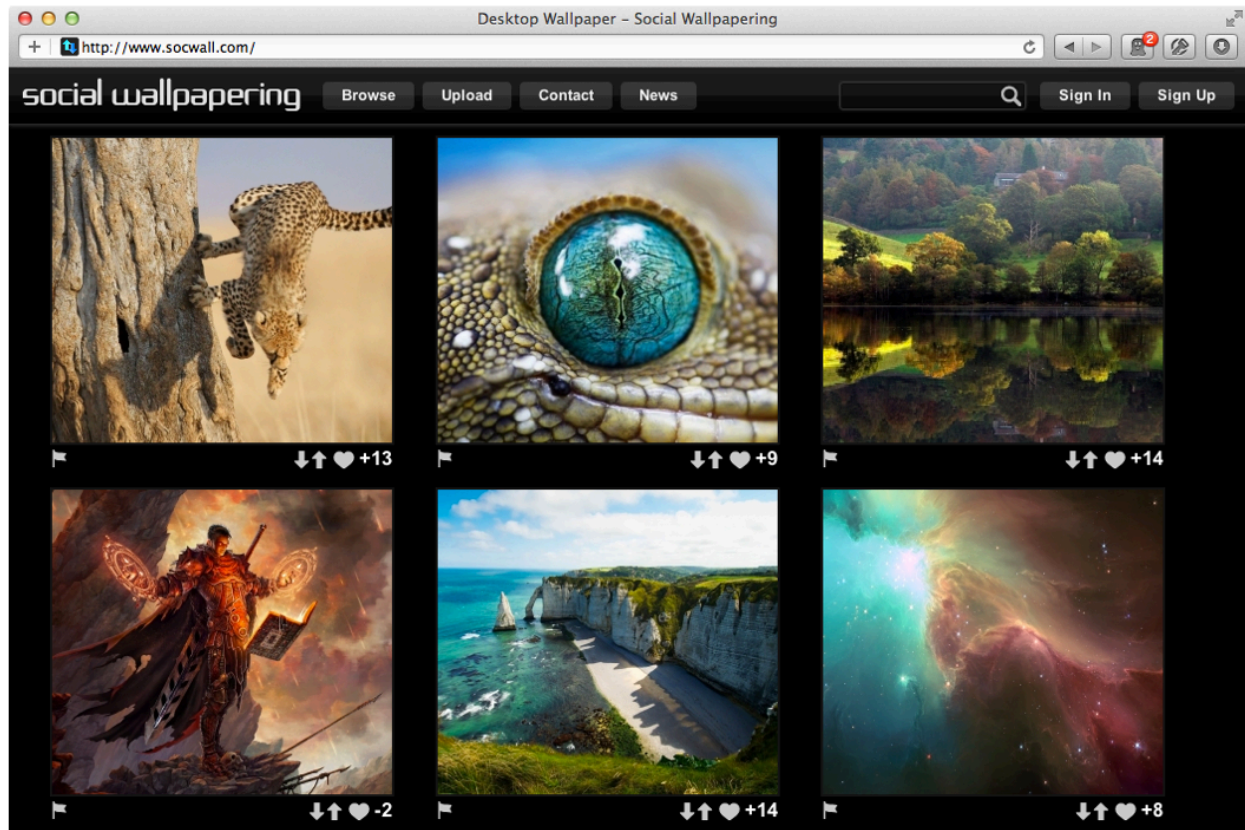 Desktop Wallpaper – Social Wallpapering
http://www.socwall.com/
2
social wallpapering
Browse
Upload
Contact
News
Sign In
Sign Up
+13
+9
+14
-2
+14
+8